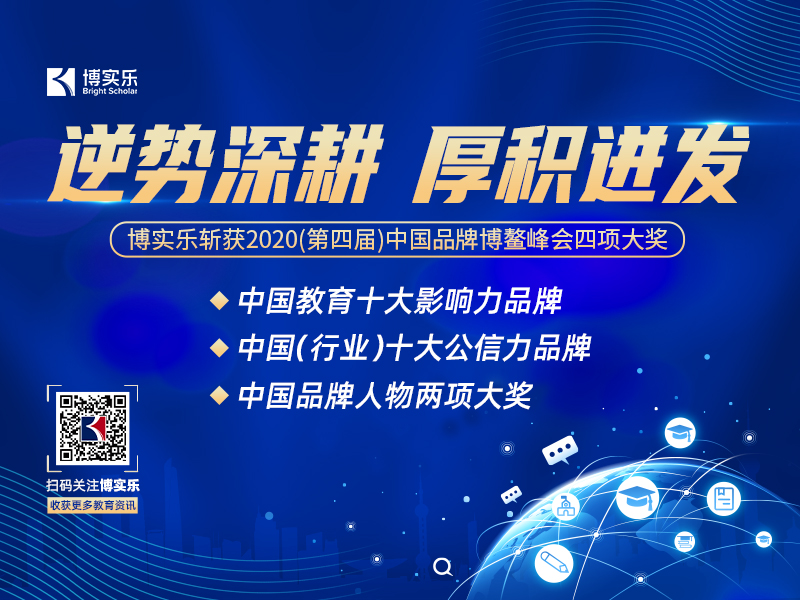 博实乐
Bright Scholar
逆势深耕 厚积迸发
博实乐斩获2020(第四届)中国品牌博鳌峰会四项大奖
中国教育十大影响力品牌
中国(行业)十大公信力品牌
中国品牌人物两项大奖
扫码关注博实乐
收获更多教育资讯